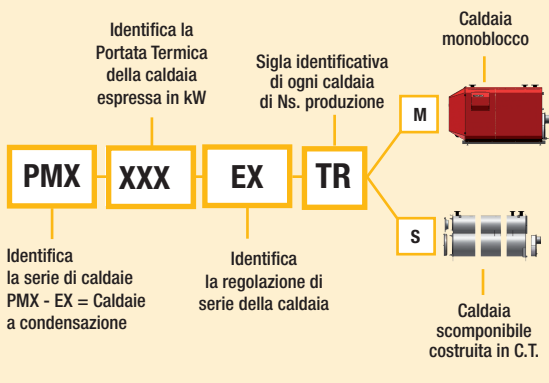 Identifica la
Portata Termica
della caldaia
espressa in kW
Sigla identificativa
di ogni caldaia
di Ns. produzione
Caldaia
monoblocco
PMX
XXX
EX
TR
M
S
Identifica
la serie di caldaie
PMX - EX = Caldaie
a condensazione
Identifica
la regolazione di
serie della caldaia
Caldaia
scomponibile
costruita in C.T.